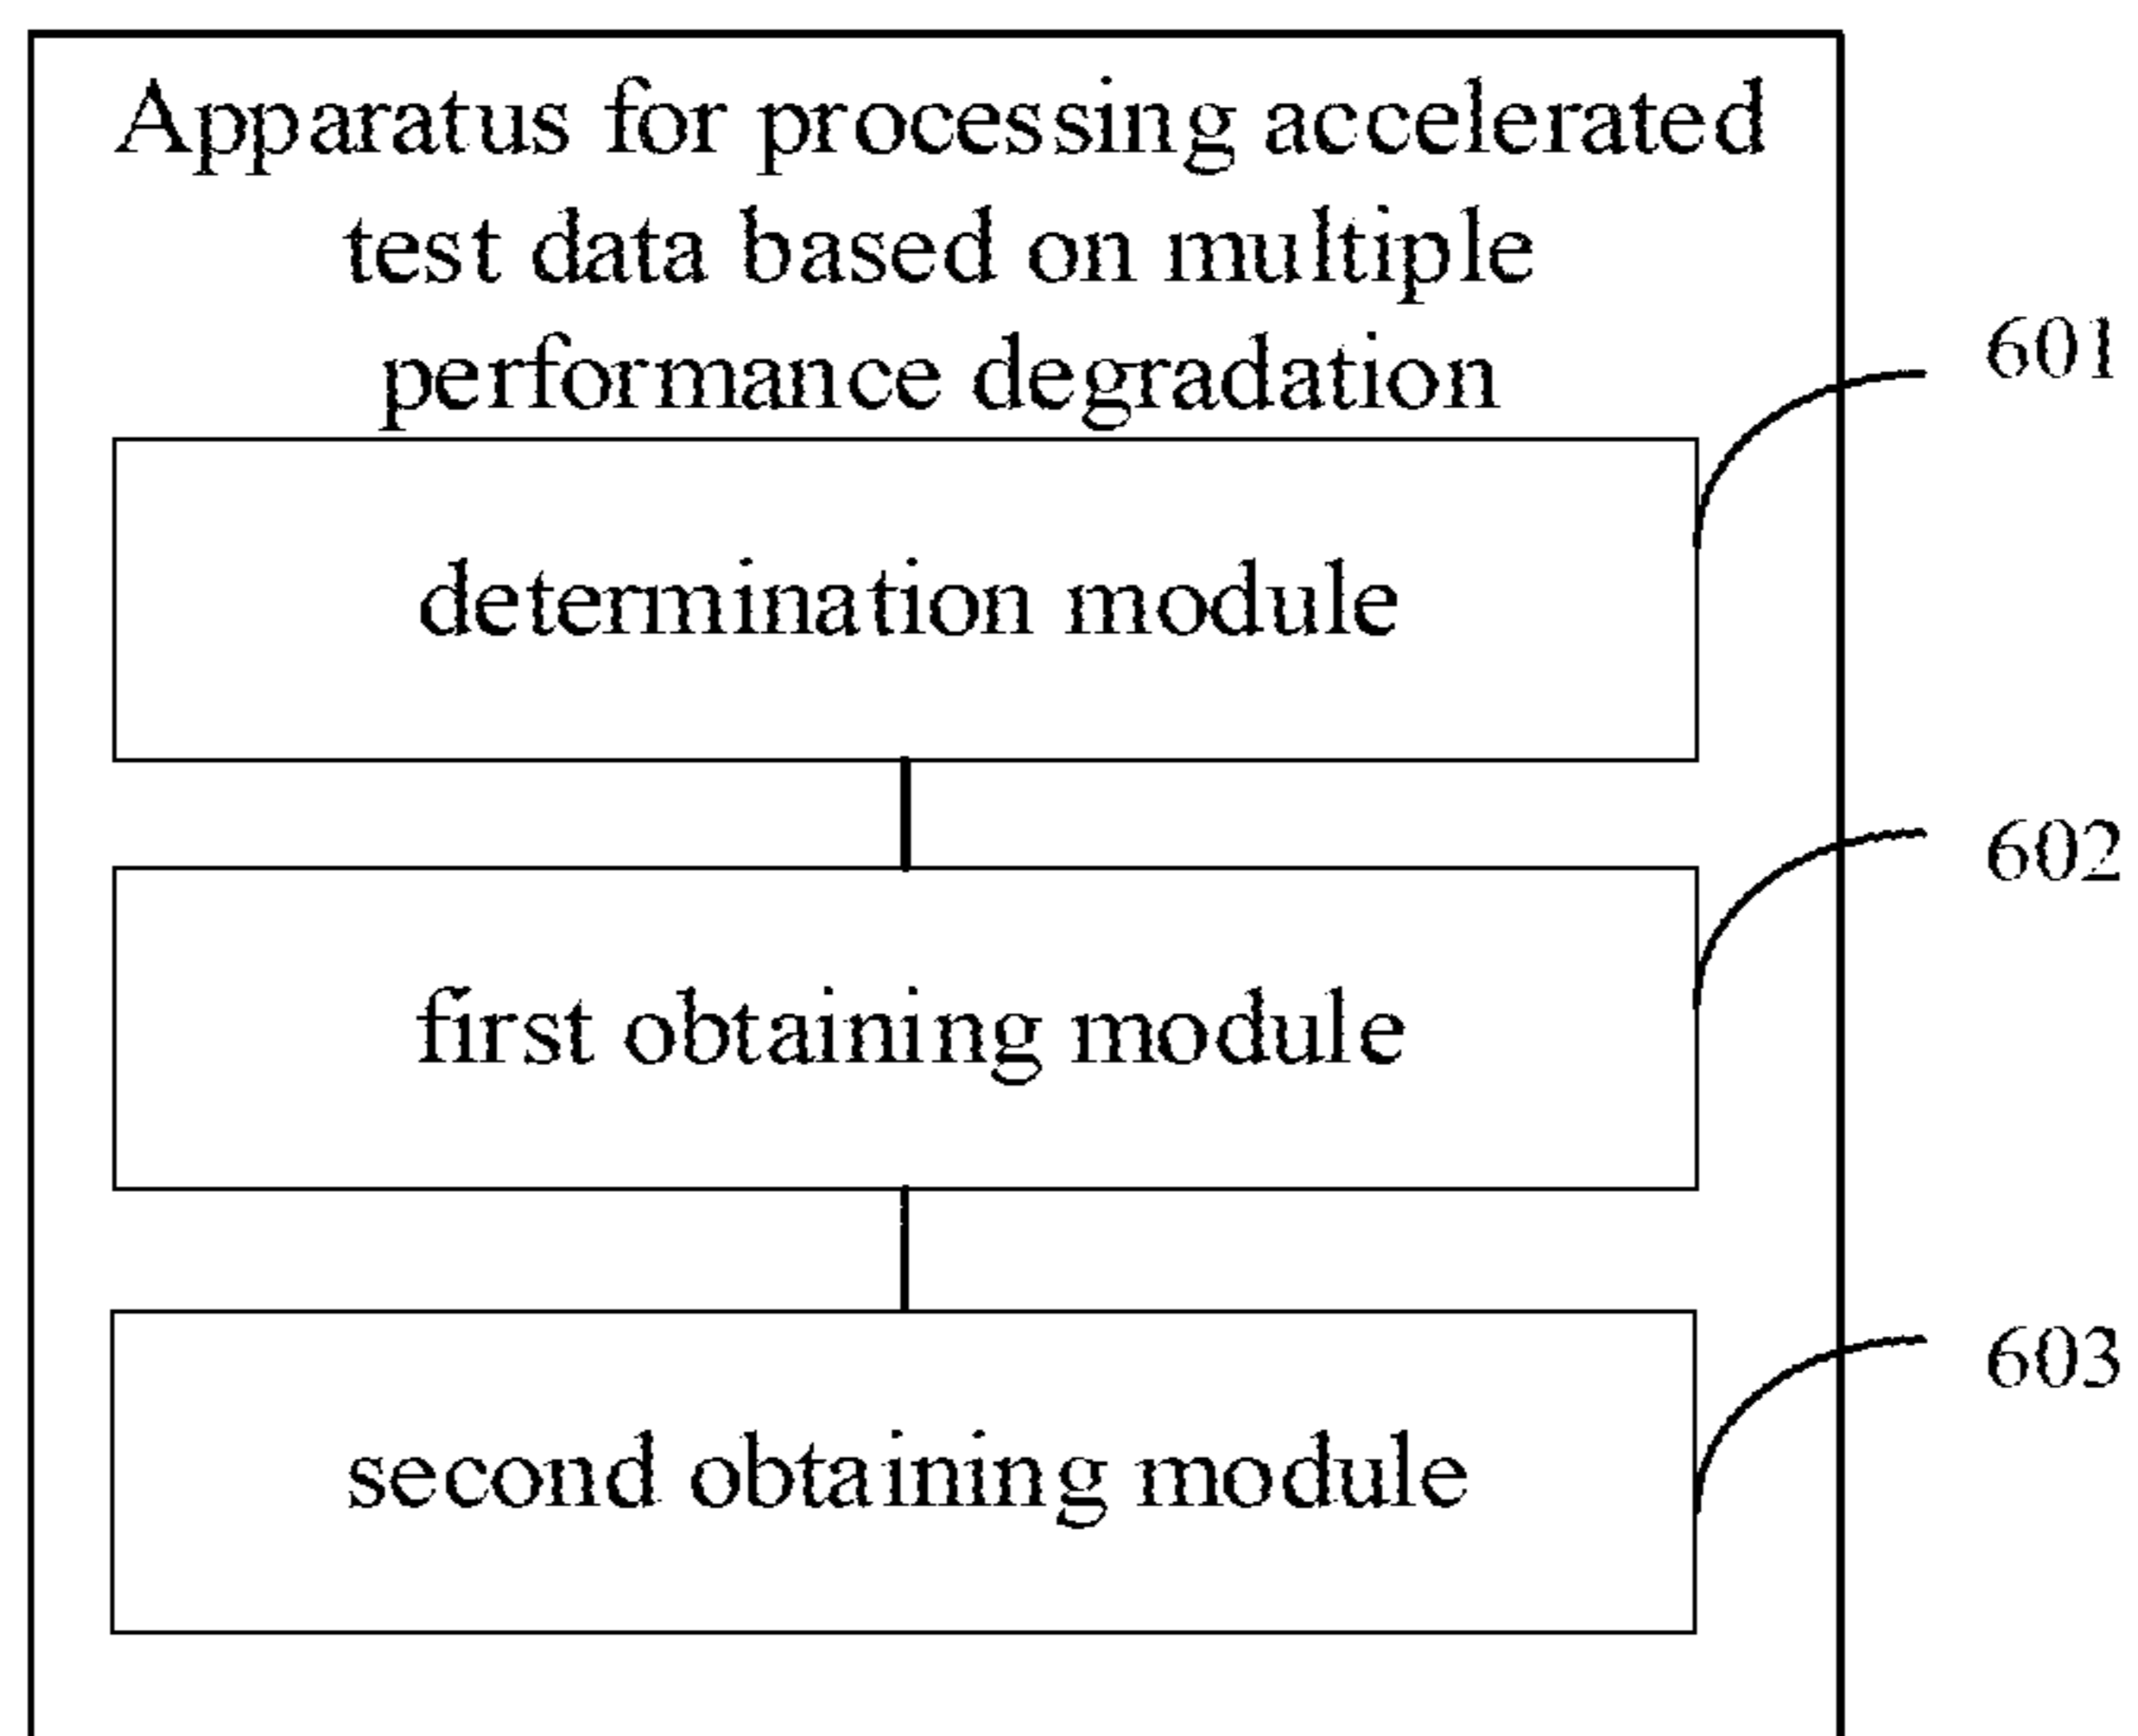 Apparatus for processing accelerated
test data based on multiple
performance degradation
601
determination module
602
first obtaining module
603
second obtaining module